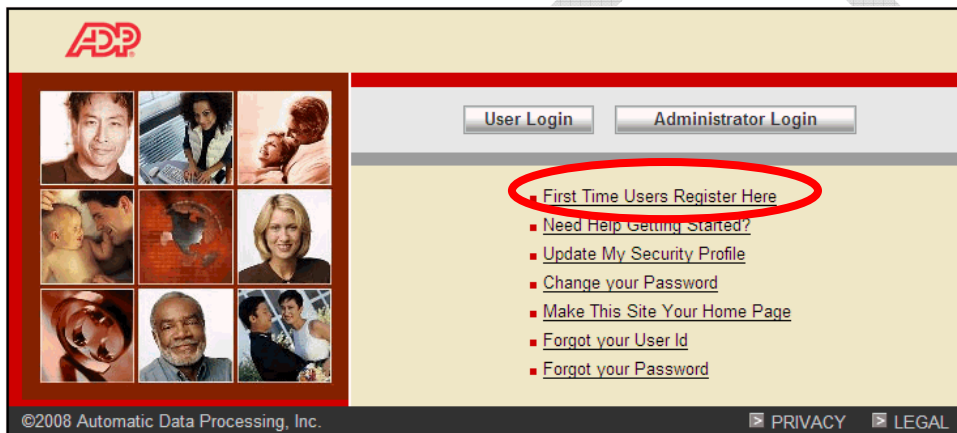 ADP
User Login Administrator Login
First Time Users Register Here
Need Help Getting Started?
Update My Security Profile
Change your Password
Make This Site Your Home Page
Forgot your User Id
Forgot your Password
©2008 Automatic Data Processing, Inc. PRIVACY LEGAL